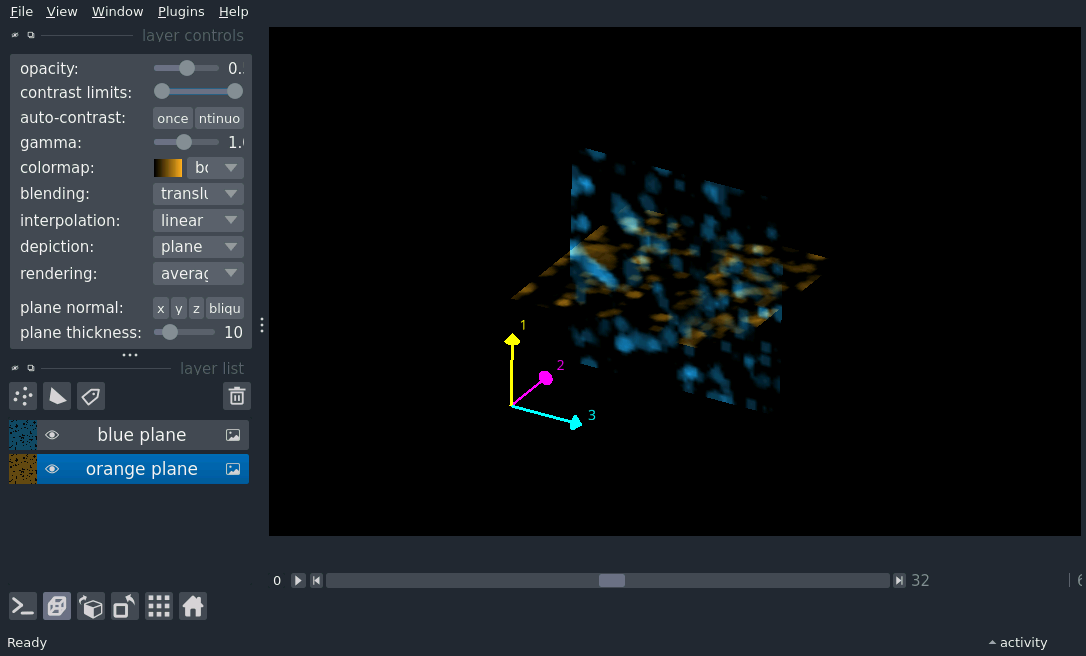 File View Window Plugins Help
layer controls
opacity: 0.
contrast limits:
auto-contrast: once ntinuo
gamma: 1.
colormap: bo
blending: translu
interpolation: linear
depiction: plane
rendering: averag
plane normal: x y z bliqu
plane thickness: 10
layer list
blue plane
orange plane
1
2
3
0 32
Ready activity